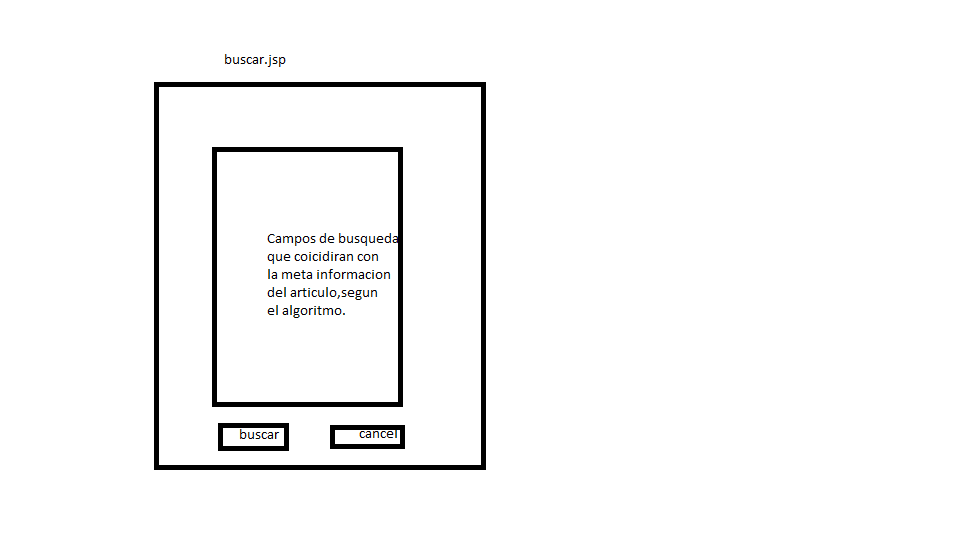 buscar.jsp
Campos de busqueda
que coicidiran con
la meta informacion
del articulo,segun
el algoritmo.
buscar
cancel